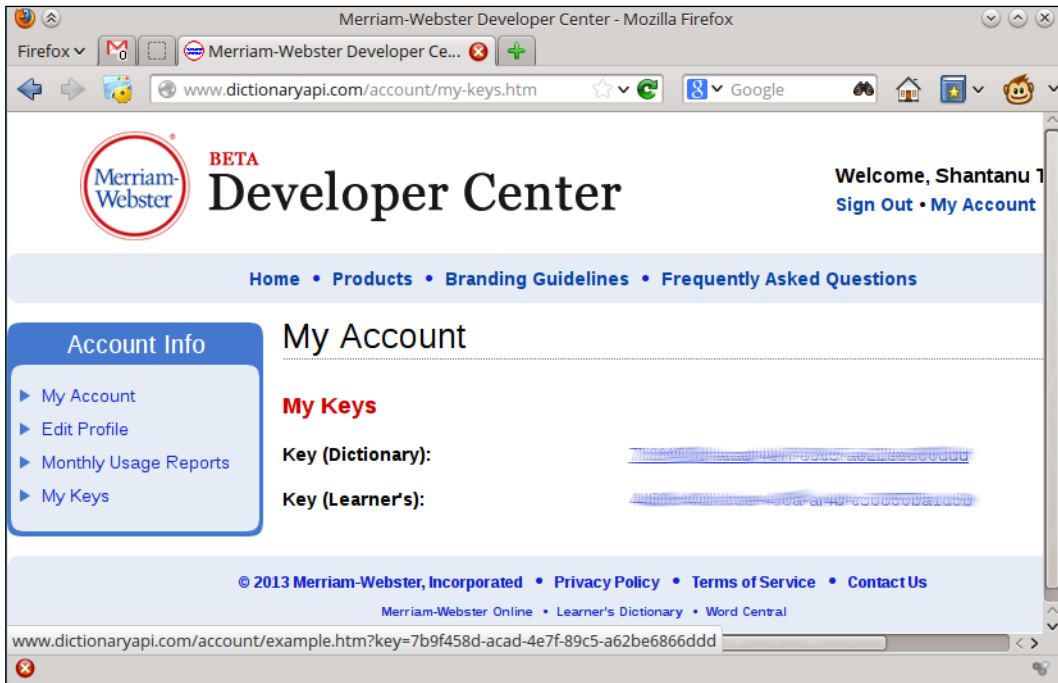 Merriam-Webster Developer Center - Mozilla Firefox
Firefox
0
Merriam-Webster Developer Ce...
www.dictionaryapi.com/account/my-keys.htm
8 Google
Merriam-Webster
BETA
Developer Center
Welcome, Shantanu T
Sign Out • My Account
Home • Products • Branding Guidelines • Frequently Asked Questions
Account Info
My Account
Edit Profile
Monthly Usage Reports
My Keys
My Account
My Keys
Key (Dictionary):
Key (Learner's):
© 2013 Merriam-Webster, Incorporated • Privacy Policy • Terms of Service • Contact Us
Merriam-Webster Online • Learner's Dictionary • Word Central
www.dictionaryapi.com/account/example.htm?key=7b9f458d-acad-4e7f-89c5-a62be6866ddd